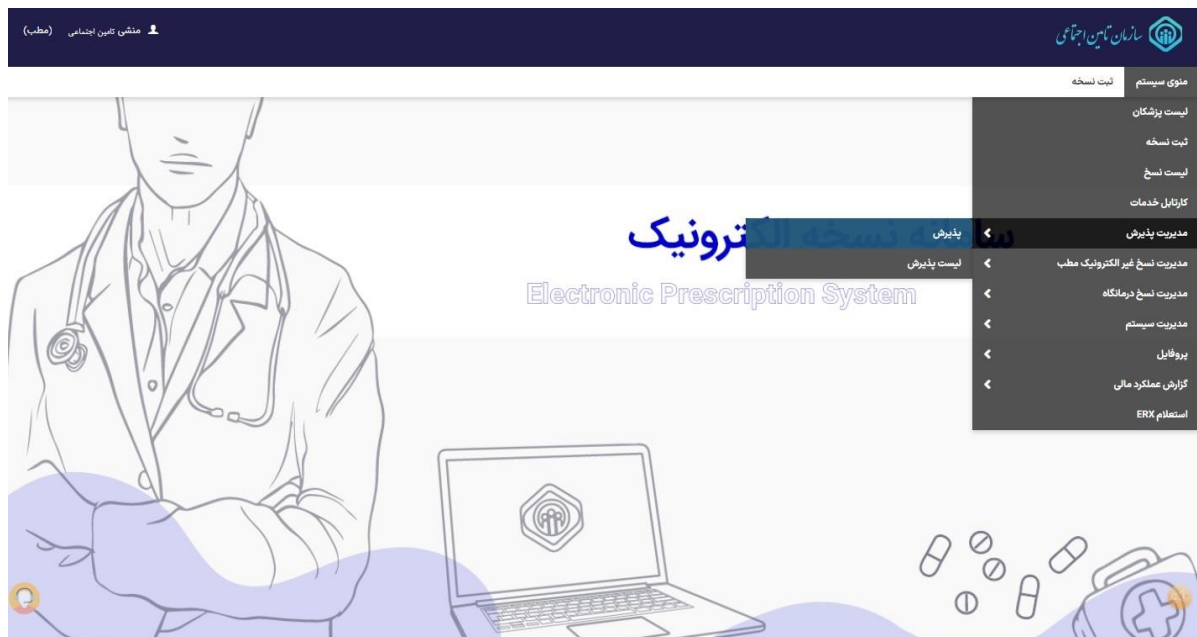 سازمان تامین اجتماعی
منشی تامین اجتماعی (مطب)
منوی سیستم
ثبت نسخه
لیست پزشکان
ثبت نسخه
لیست نسخ
کارتابل خدمات
مدیریت پذیرش
پذیرش
لیست پذیرش
مدیریت نسخ غیر الکترونیک مطب
مدیریت نسخ درمانگاه
مدیریت سیستم
پروفایل
گزارش عملکرد مالی
استعلام ERX
سامانه نسخه الکترونیک
Electronic Prescription System